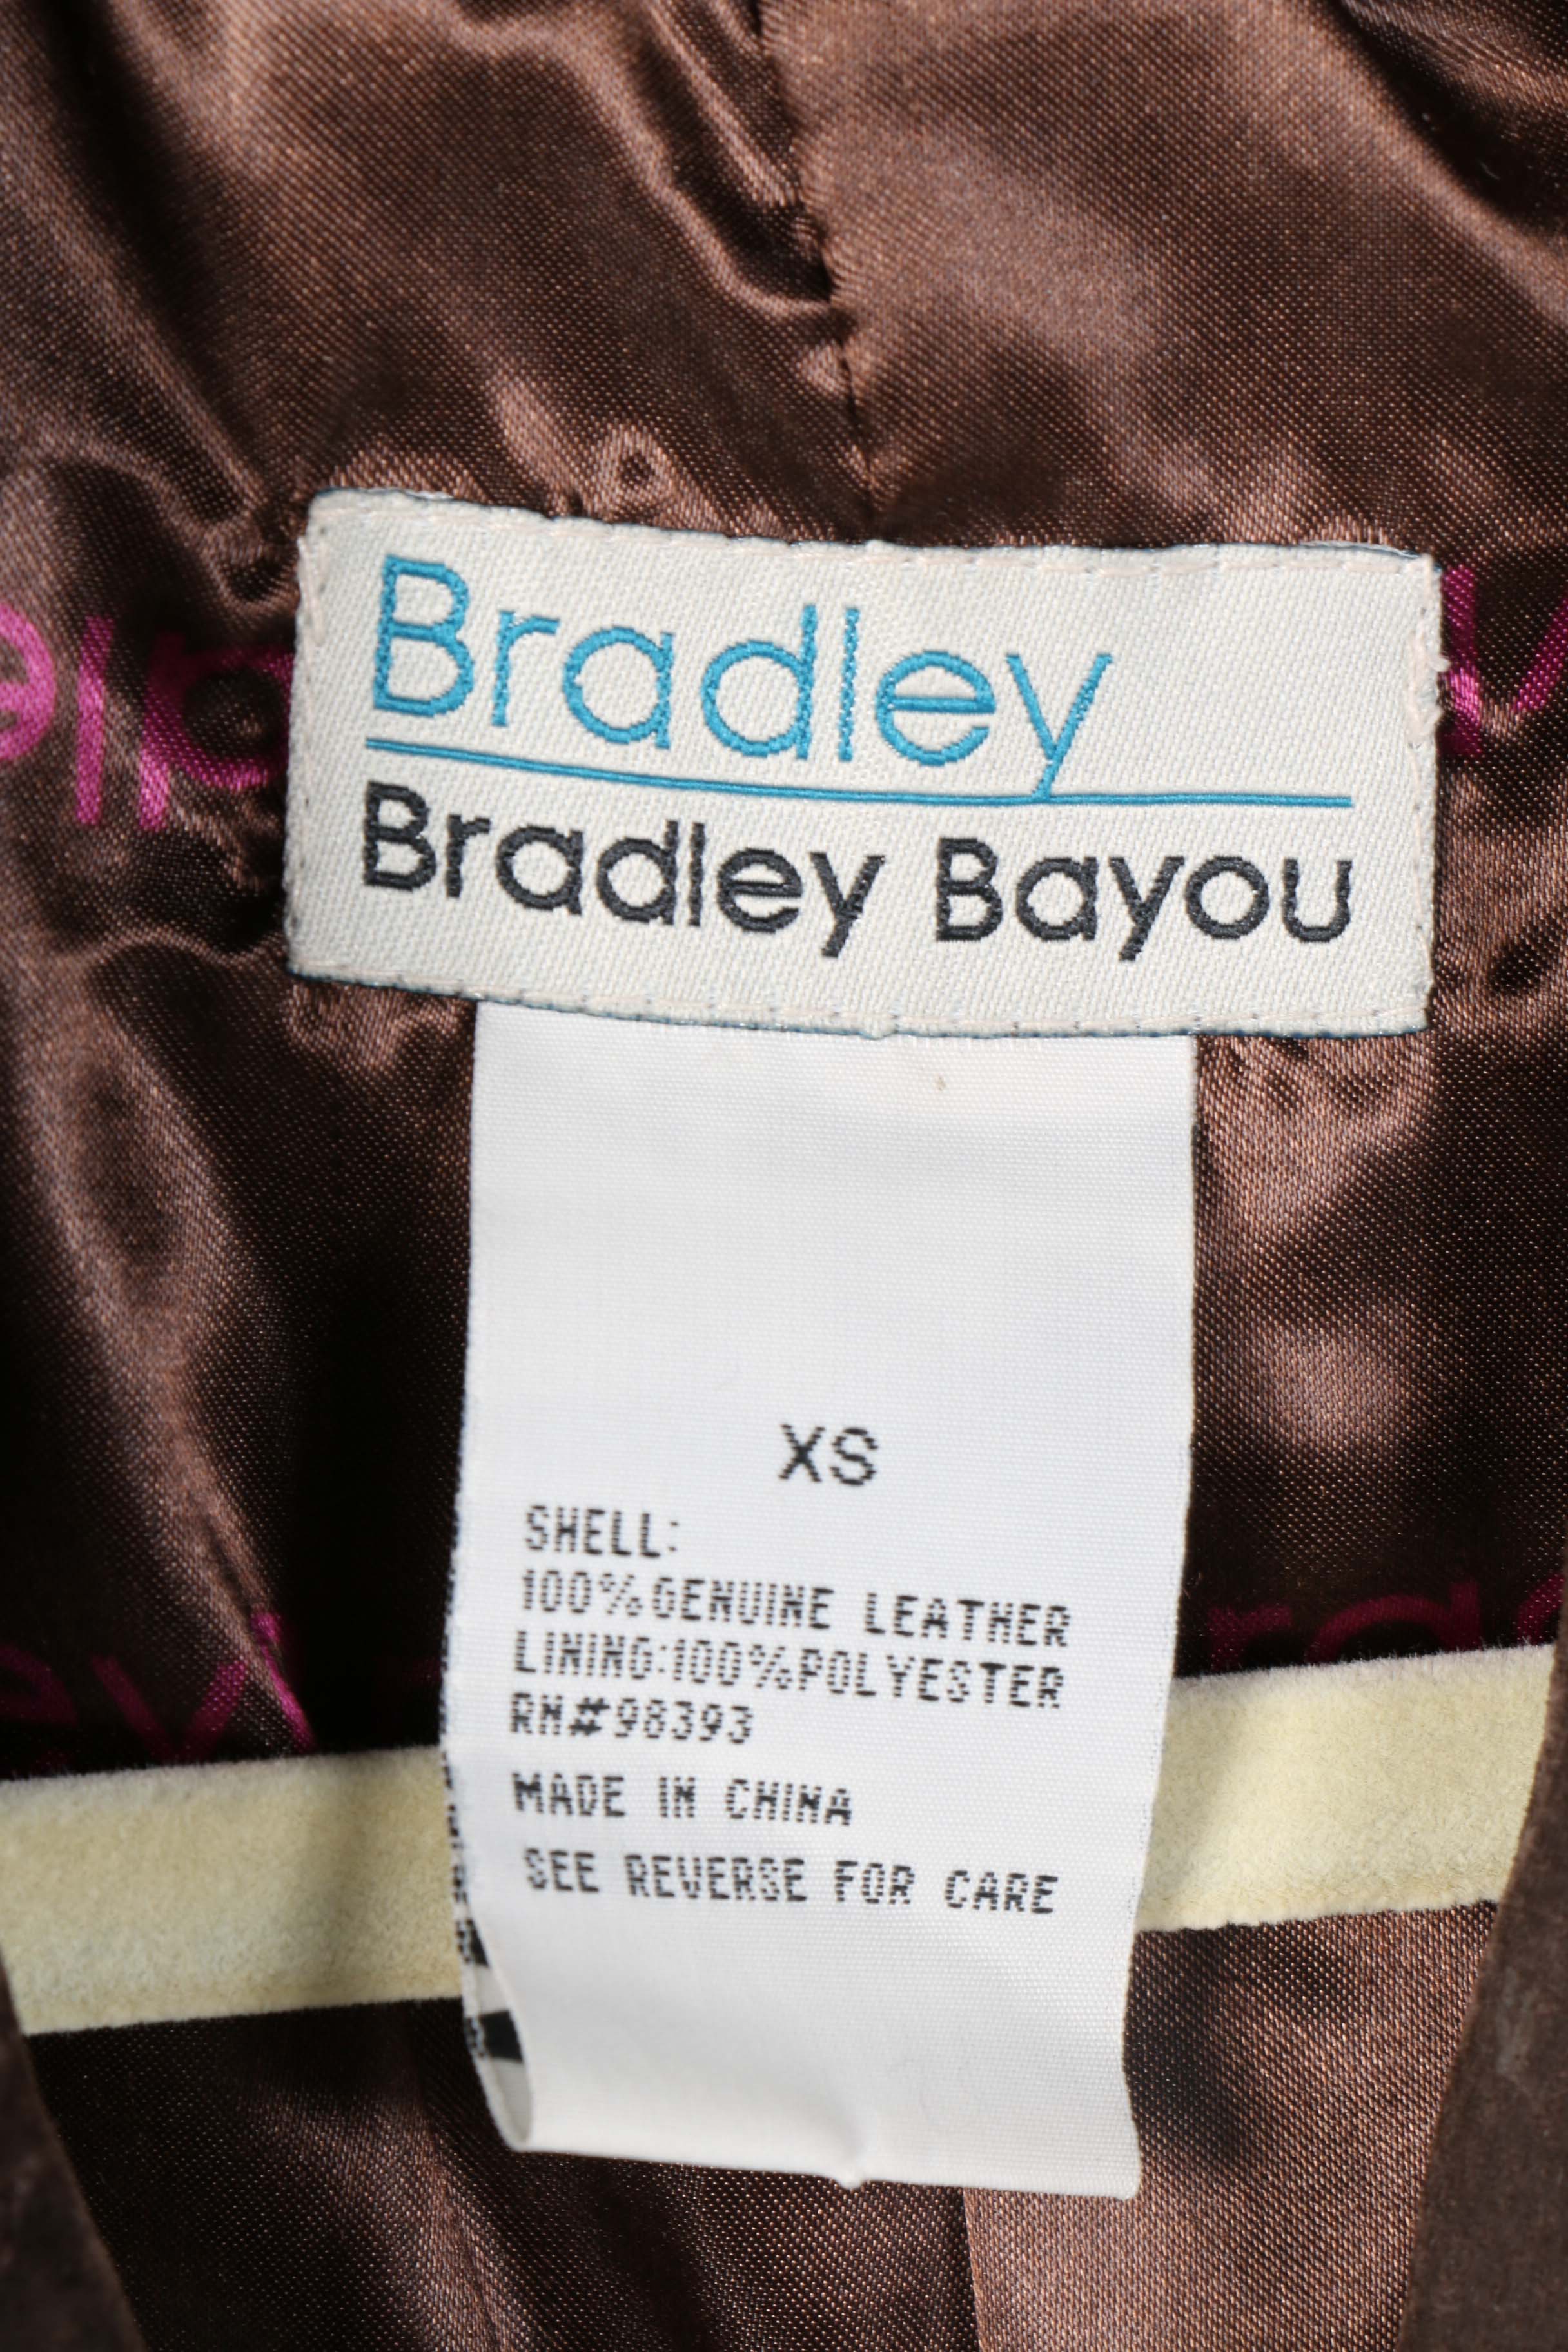 Bradley
Bradley Bayou
XS
SHELL:
100%GENUINE LEATHER
LINING:100%POLYESTER
RN#98393
MADE IN CHINA
SEE REVERSE FOR CARE